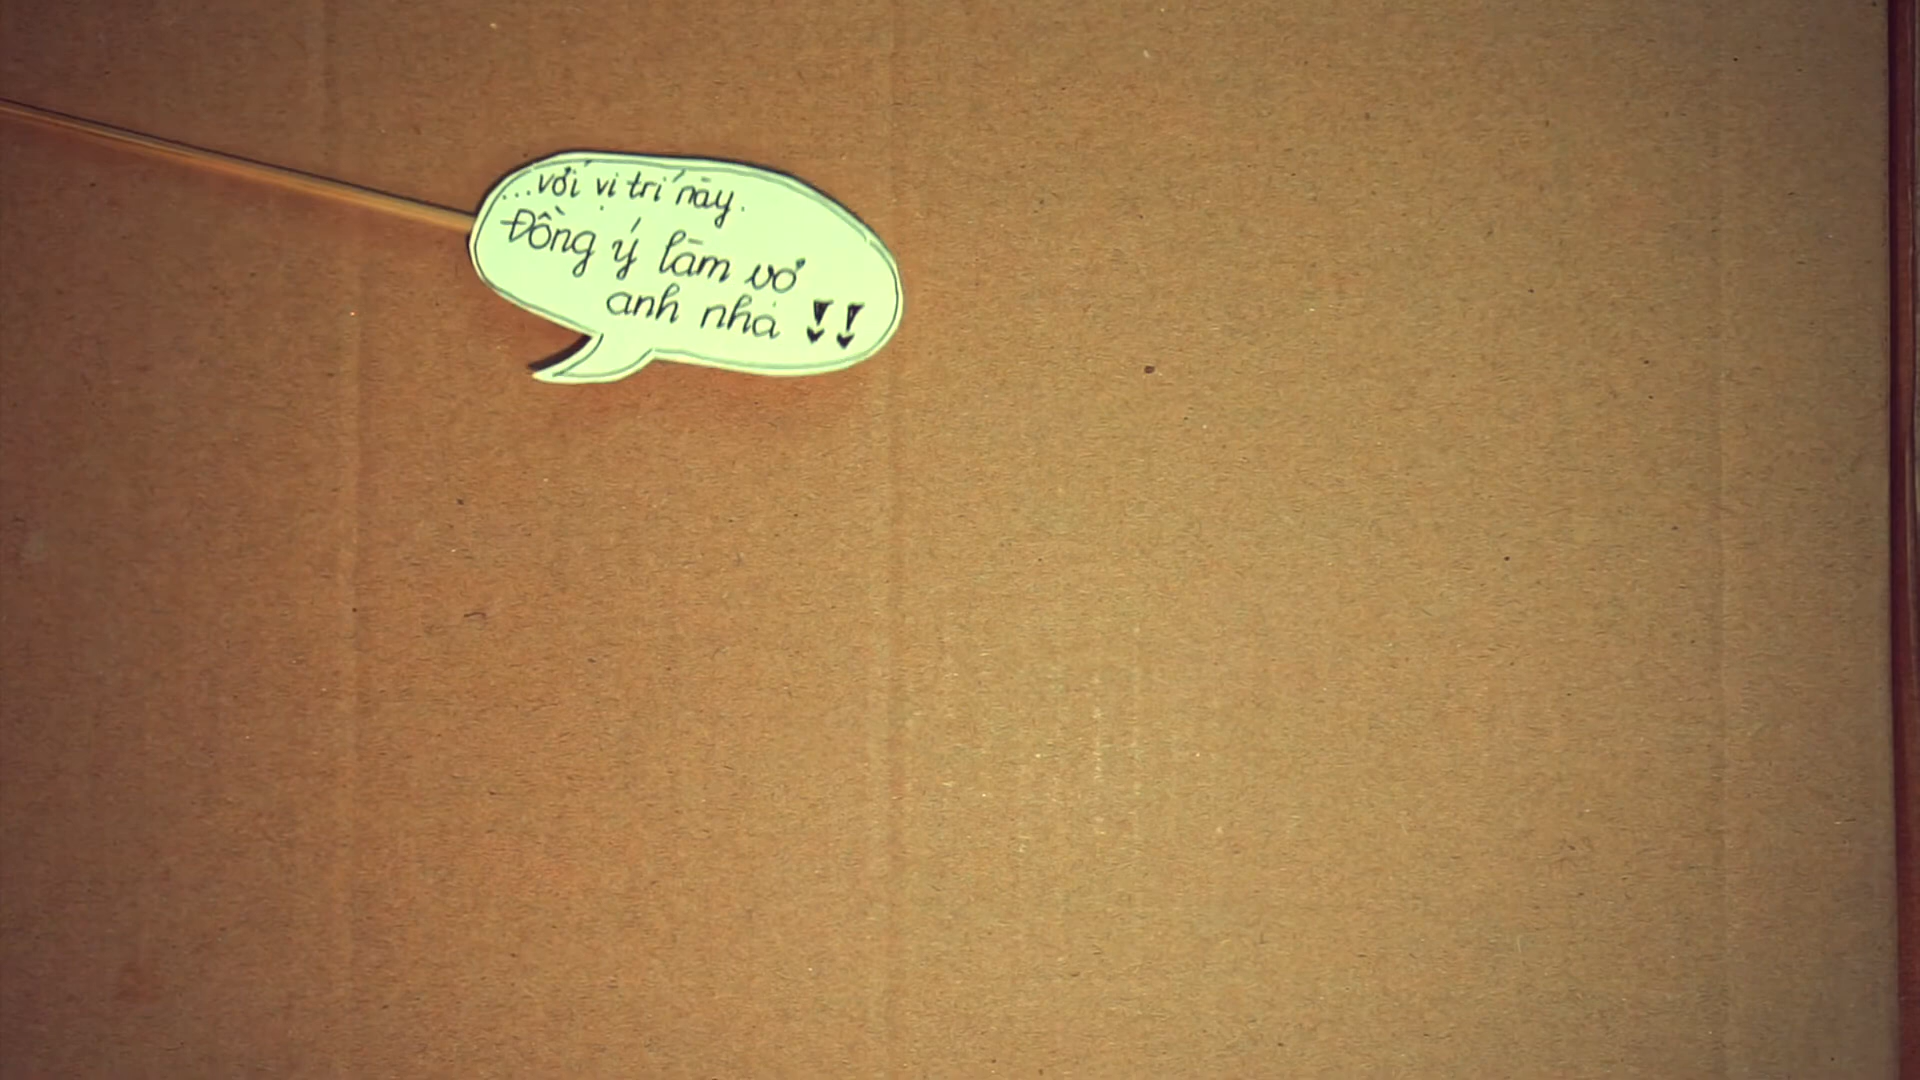 ...với vị trí này.
Đồng ý làm vợ
anh nhá !!